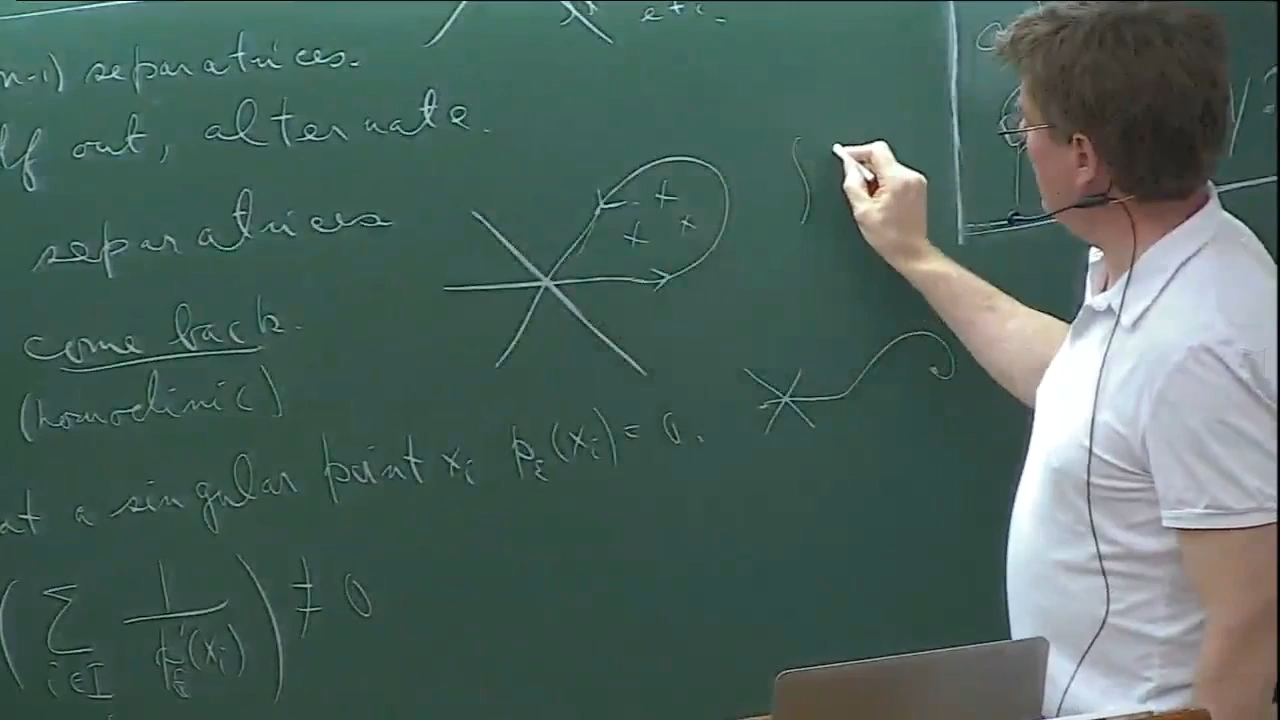 n-1) separatrices.
lf out, alternate.
separatrices
come back.
(homoclinic)
at a singular point x_i p_ε(x_i) = 0.
( ∑_{i∈I} 1/p'_ε(x_i) ) ≠ 0